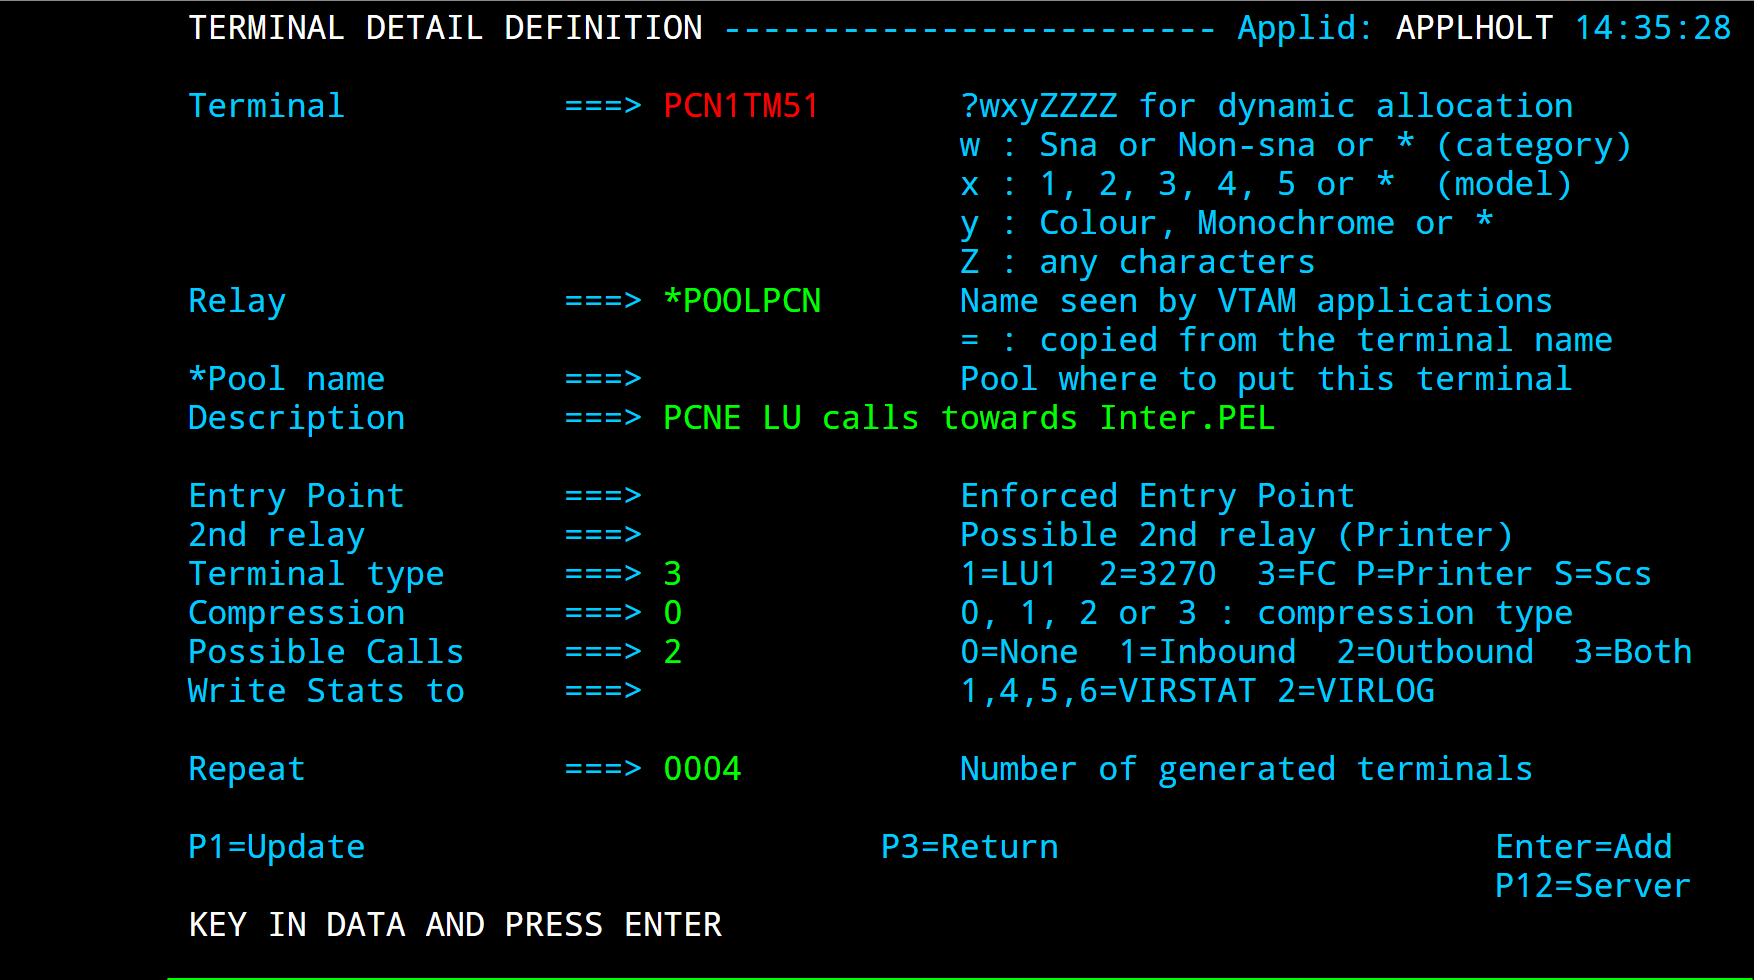 TERMINAL DETAIL DEFINITION ------------------------- Applid: APPLHOLT 14:35:28
Terminal ===> PCN1TM51 ?wxyZZZZ for dynamic allocation
w : Sna or Non-sna or * (category)
x : 1, 2, 3, 4, 5 or * (model)
y : Colour, Monochrome or *
Z : any characters
Relay ===> *POOLPCN Name seen by VTAM applications
= : copied from the terminal name
*Pool name ===> Pool where to put this terminal
Description ===> PCNE LU calls towards Inter.PEL
Entry Point ===> Enforced Entry Point
2nd relay ===> Possible 2nd relay (Printer)
Terminal type ===> 3 1=LU1 2=3270 3=FC P=Printer S=Scs
Compression ===> 0 0, 1, 2 or 3 : compression type
Possible Calls ===> 2 0=None 1=Inbound 2=Outbound 3=Both
Write Stats to ===> 1,4,5,6=VIRSTAT 2=VIRLOG
Repeat ===> 0004 Number of generated terminals
P1=Update P3=Return Enter=Add
P12=Server
KEY IN DATA AND PRESS ENTER